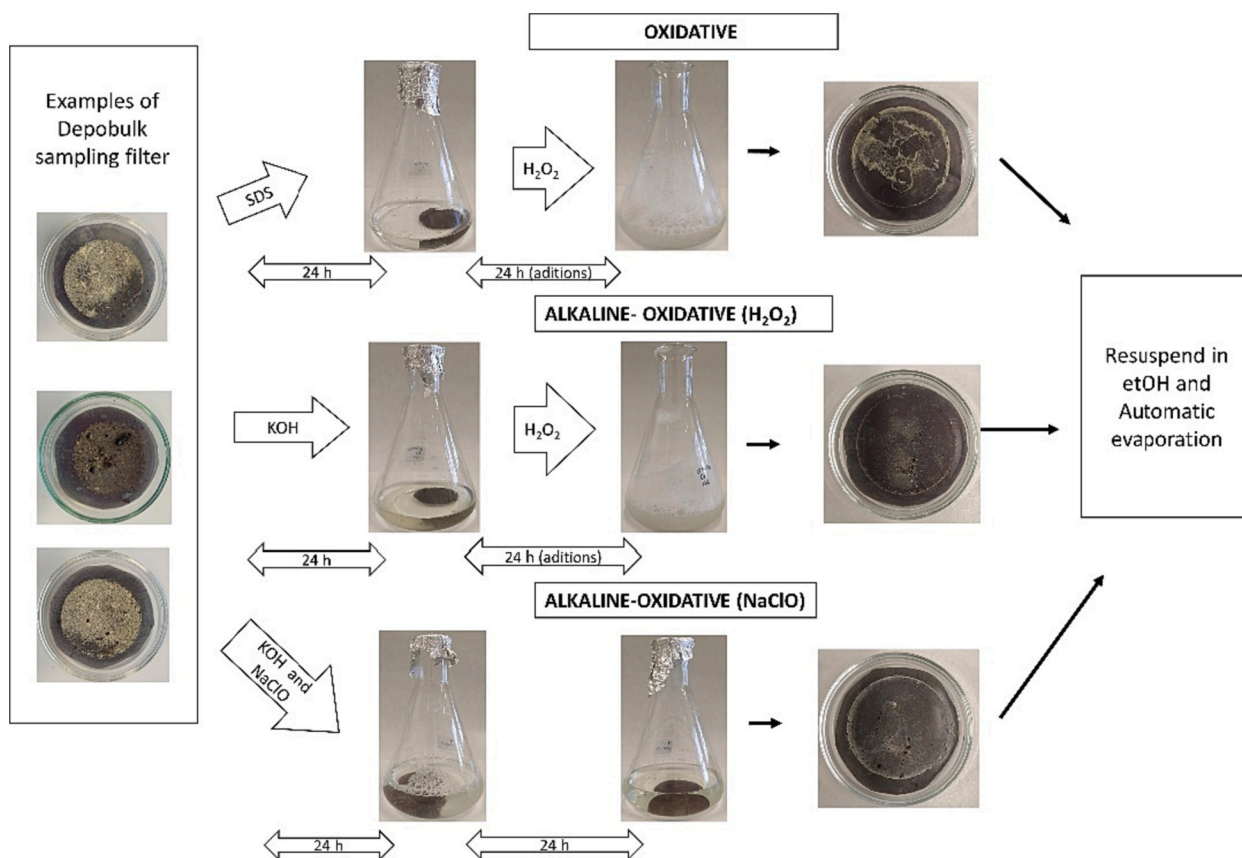 OXIDATIVE
Examples of
Depobulk
sampling filter
SDS
H₂O₂
24 h
24 h (aditions)
ALKALINE- OXIDATIVE (H₂O₂)
KOH
H₂O₂
Resuspend in
etOH and
Automatic
evaporation
24 h
24 h (aditions)
ALKALINE-OXIDATIVE (NaClO)
KOH and
NaClO
24 h
24 h